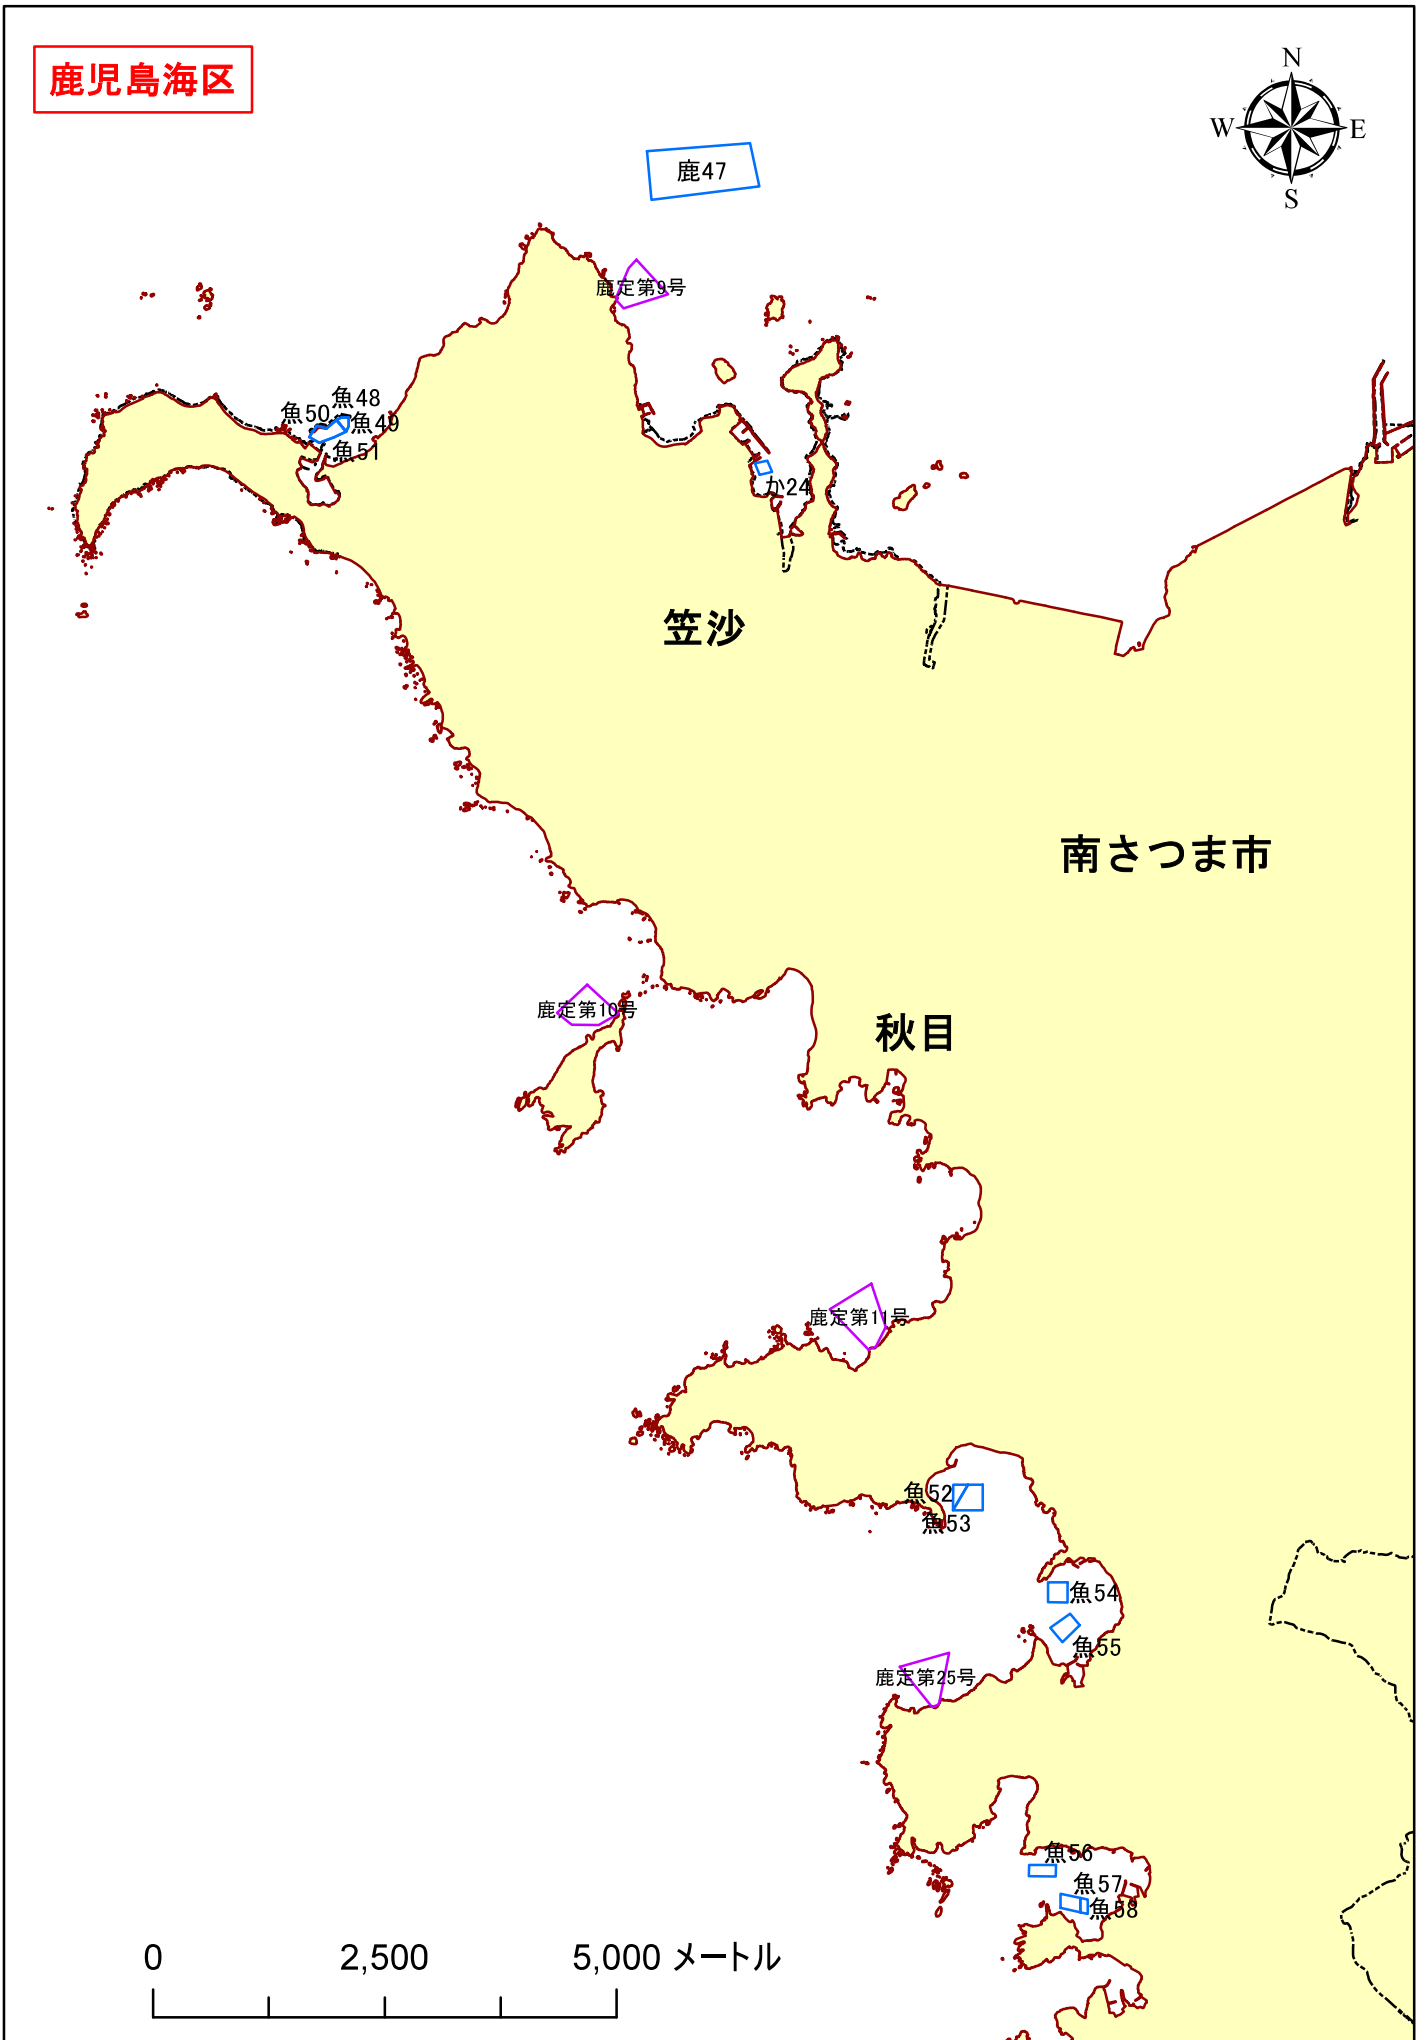 鹿児島海区
N
W
E
S
鹿47
鹿定第9号
魚48
魚50
魚49
魚51
か24
笠沙
南さつま市
鹿定第10号
秋目
鹿定第11号
魚52
魚53
魚54
魚55
鹿定第25号
魚56
魚57
魚58
0 2,500 5,000 メートル